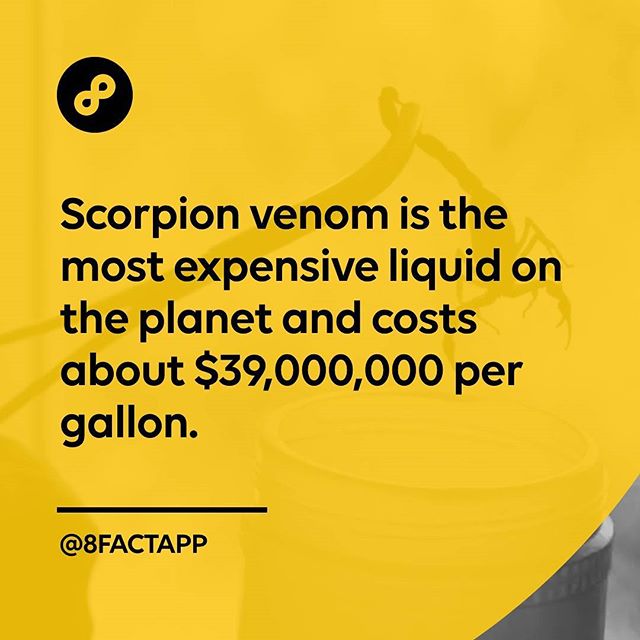 Scorpion venom is the
most expensive liquid on
the planet and costs
about $39,000,000 per
gallon.
@8FACTAPP